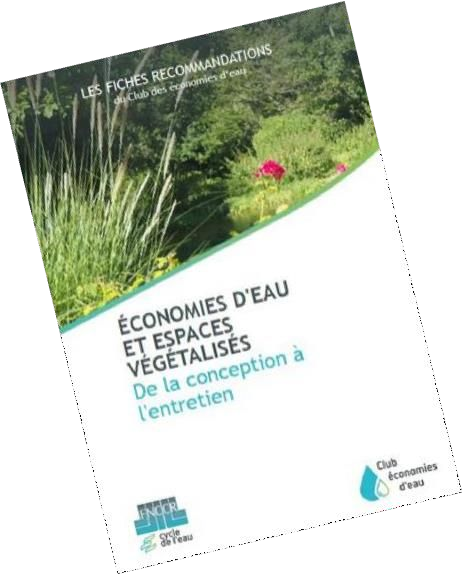 LES FICHES RECOMMANDATIONS
du Club des économies d'eau
ÉCONOMIES D'EAU
ET ESPACES
VÉGÉTALISÉS
De la conception à
l'entretien
Club
économies
d'eau
FNCCR
cycle
de l'eau